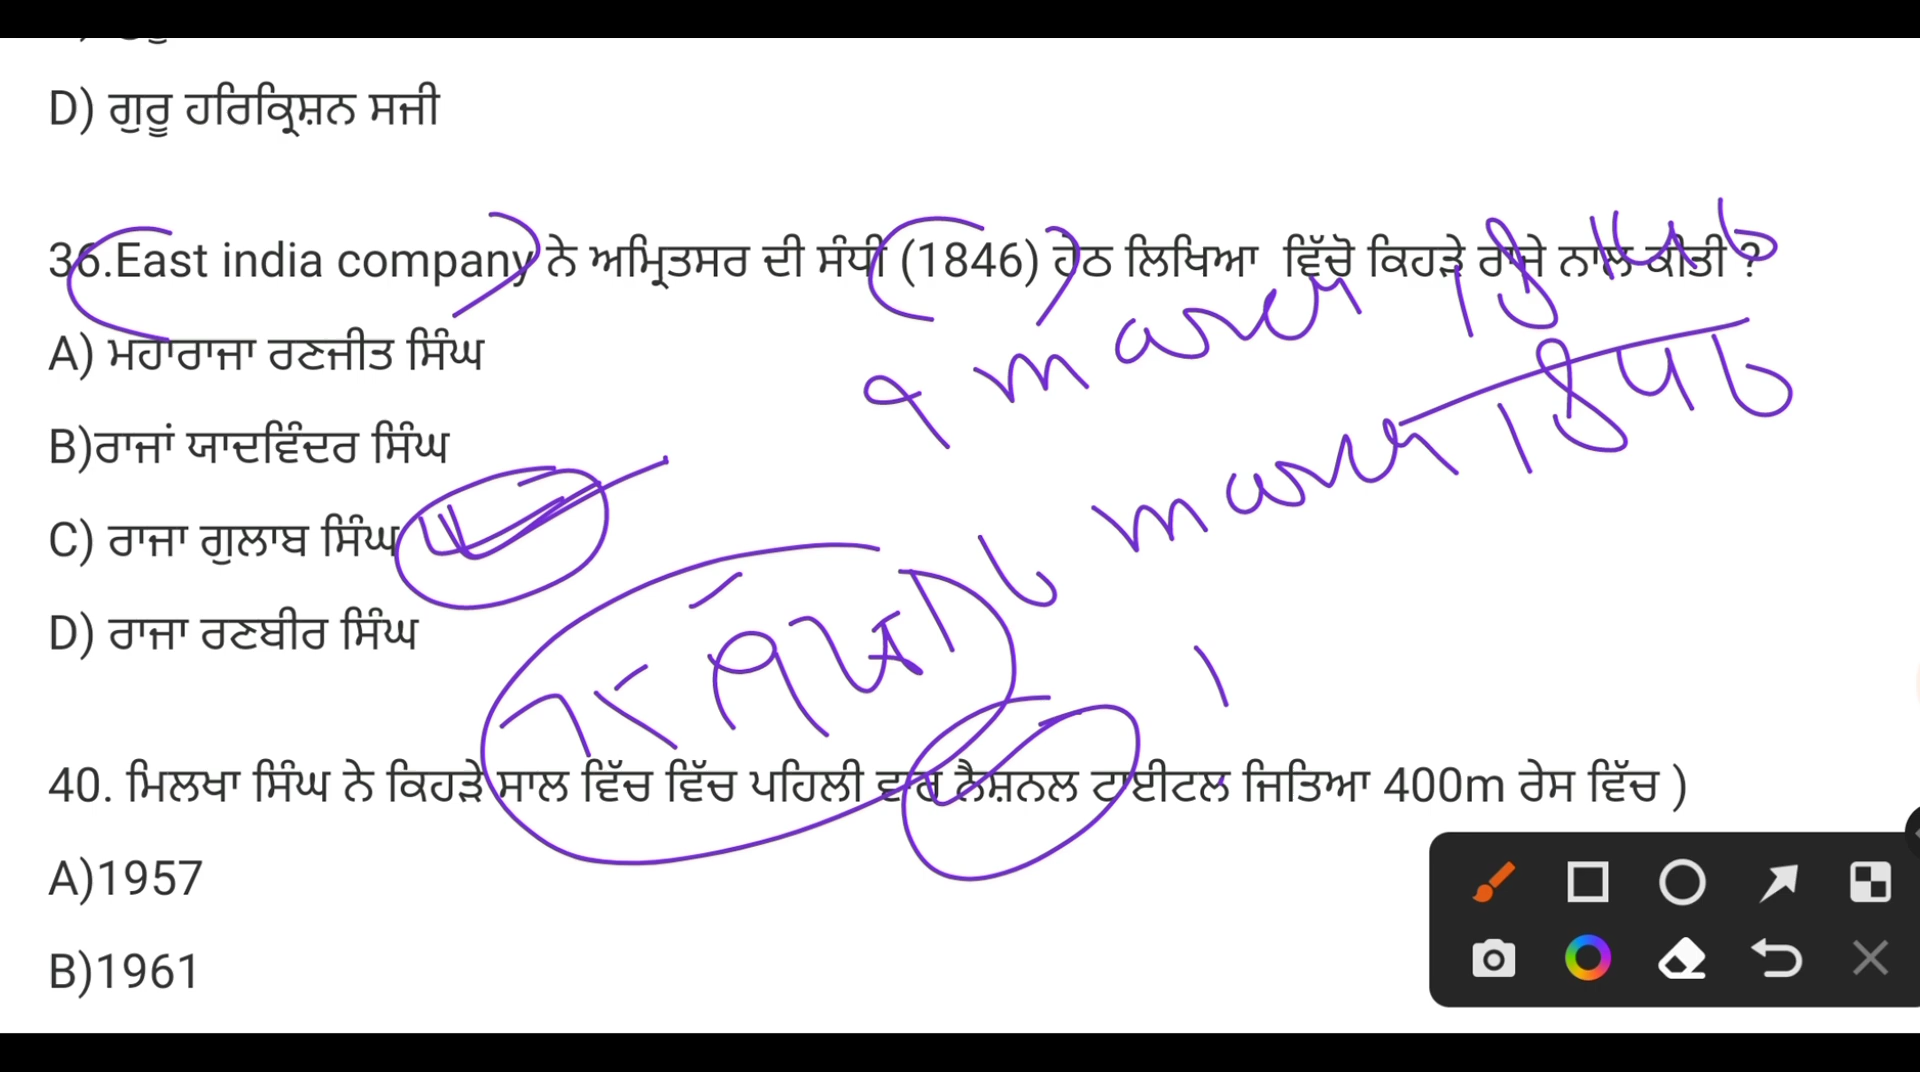 D) ਗੁਰੂ ਹਰਿਕ੍ਰਿਸ਼ਨ ਸਜੀ
36.East india company ਨੇ ਅਮ੍ਰਿਤਸਰ ਦੀ ਸੰਧੀ (1846) ਹੇਠ ਲਿਖਿਆ ਵਿੱਚੋ ਕਿਹੜੇ ਰਾਜੇ ਨਾਲ ਕੀਤੀ ?
A) ਮਹਾਰਾਜਾ ਰਣਜੀਤ ਸਿੰਘ
9 march 1846
B)ਰਾਜਾਂ ਯਾਦਵਿੰਦਰ ਸਿੰਘ
C) ਰਾਜਾ ਗੁਲਾਬ ਸਿੰਘ
16 march 1846
D) ਰਾਜਾ ਰਣਬੀਰ ਸਿੰਘ
40. ਮਿਲਖਾ ਸਿੰਘ ਨੇ ਕਿਹੜੇ ਸਾਲ ਵਿੱਚ ਵਿੱਚ ਪਹਿਲੀ ਵਾਰ ਨੈਸ਼ਨਲ ਟਾਈਟਲ ਜਿਤਿਆ 400m ਰੇਸ ਵਿੱਚ )
A)1957
B)1961